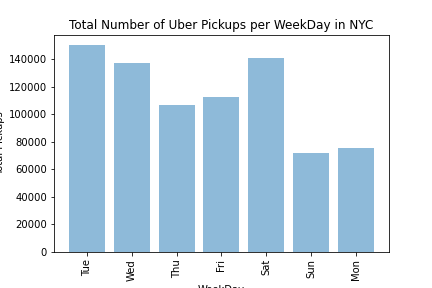 Total Number of Uber Pickups per WeekDay in NYC
140000
120000
100000
80000
60000
40000
20000
0
Tue
Wed
Thu
Fri
Sat
Sun
Mon